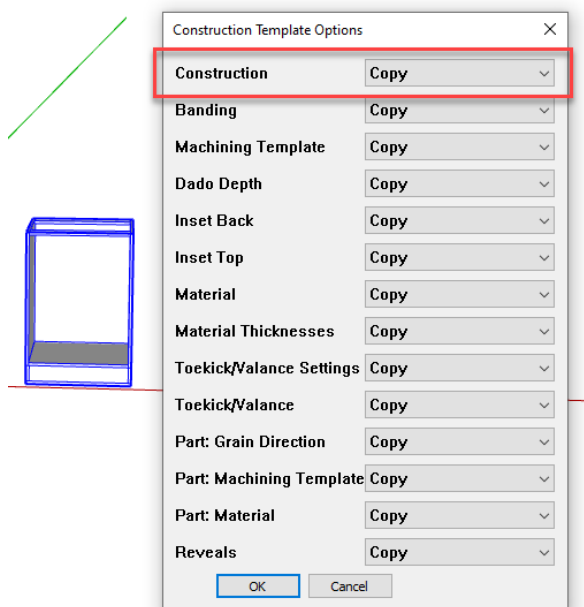 Construction Template Options
Construction Copy
Banding Copy
Machining Template Copy
Dado Depth Copy
Inset Back Copy
Inset Top Copy
Material Copy
Material Thicknesses Copy
Toekick/Valance Settings Copy
Toekick/Valance Copy
Part: Grain Direction Copy
Part: Machining Template Copy
Part: Material Copy
Reveals Copy
OK Cancel